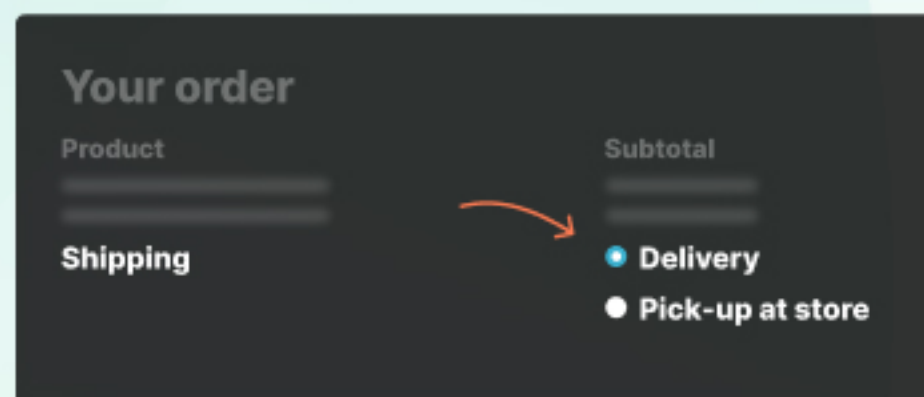 Your order
Product Subtotal
Shipping Delivery
Pick-up at store